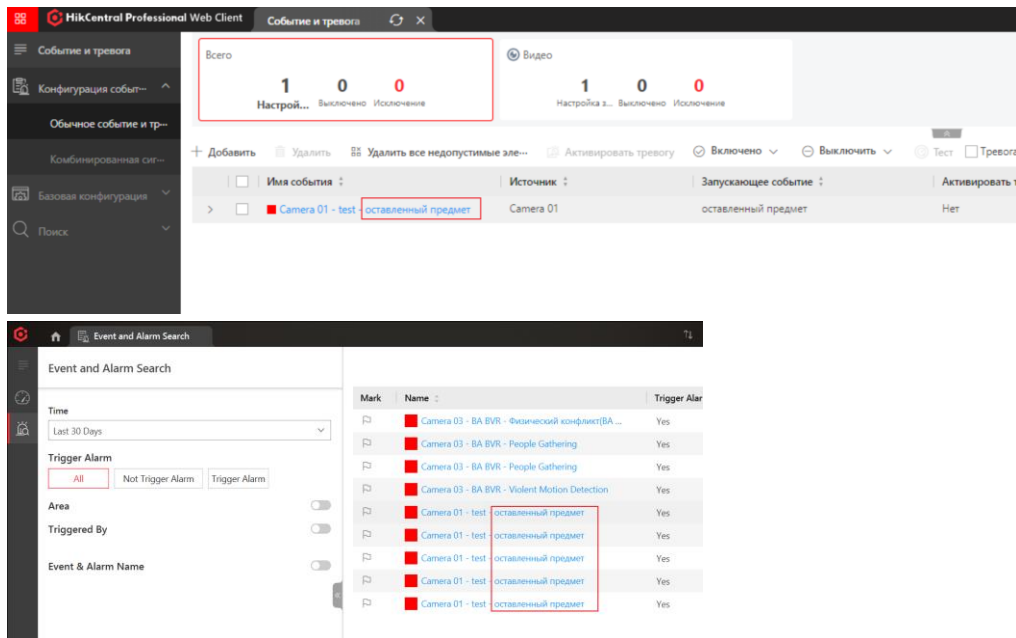 HikCentral Professional Web Client
Событие и тревога
Событие и тревога
Конфигурация событ···
Обычное событие и тр···
Комбинированная сиг···
Базовая конфигурация
Поиск
Всего
1 0 0
Настрой... Выключено Исключение
Видео
1 0 0
Настройка з... Выключено Исключение
Добавить Удалить Удалить все недопустимые эле··· Активировать тревогу Включено Выключить Тест Тревога
Имя события Источник Запускающее событие Активировать т
Camera 01 - test - оставленный предмет Camera 01 оставленный предмет Нет
Event and Alarm Search
Event and Alarm Search
Time
Last 30 Days
Trigger Alarm
All Not Trigger Alarm Trigger Alarm
Area
Triggered By
Event & Alarm Name
Mark Name Trigger Alar
Camera 03 - BA BVR - Физический конфликт(BA ... Yes
Camera 03 - BA BVR - People Gathering Yes
Camera 03 - BA BVR - People Gathering Yes
Camera 03 - BA BVR - Violent Motion Detection Yes
Camera 01 - test - оставленный предмет Yes
Camera 01 - test - оставленный предмет Yes
Camera 01 - test - оставленный предмет Yes
Camera 01 - test - оставленный предмет Yes
Camera 01 - test - оставленный предмет Yes